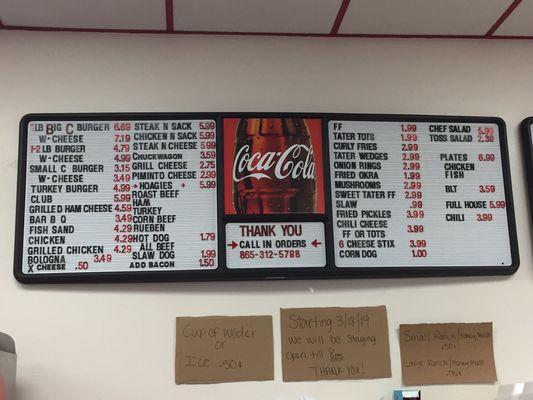 1LB BIG C BURGER 6.69
W-CHEESE 7.19
1-2 LB BURGER 4.79
W-CHEESE 4.99
SMALL C BURGER 3.15
W-CHEESE 3.49
TURKEY BURGER 4.99
CLUB 5.99
GRILLED HAM CHEESE 4.59
BAR B Q 3.49
FISH SAND 4.29
CHICKEN 4.29
GRILLED CHICKEN 4.29
BOLOGNA 3.49
X CHEESE .50
STEAK N SACK 5.99
CHICKEN N SACK 5.99
STEAK N CHEESE 5.99
CHUCKWAGON 3.59
GRILL CHEESE 2.75
PIMINTO CHEESE 2.99
HOAGIES 5.99
ROAST BEEF
HAM
TURKEY
CORN BEEF
RUEBEN
HOT DOG 1.79
ALL BEEF
SLAW DOG 1.99
ADD BACON 1.50
Coca-Cola
THANK YOU
CALL IN ORDERS
865-312-5788
FF 1.99
TATER TOTS 1.99
CURLY FRIES 2.99
TATER WEDGES 2.99
ONION RINGS 2.99
FRIED OKRA 1.99
MUSHROOMS 2.99
SWEET TATER FF 2.99
SLAW .99
FRIED PICKLES 3.99
CHILI CHEESE
FF OR TOTS 3.99
6 CHEESE STIX 3.99
CORN DOG 1.00
CHEF SALAD 5.99
TOSS SALAD 2.39
PLATES 6.99
CHICKEN
FISH
BLT 3.59
FULL HOUSE 5.99
CHILI 3.99
Cup of Water
or
Ice .50¢
Starting 3/18/19
we will be staying
open till 8pm
THANK YOU!
Small Ranch/Honey Must
.50¢
Large Ranch/Honey Must
.75¢